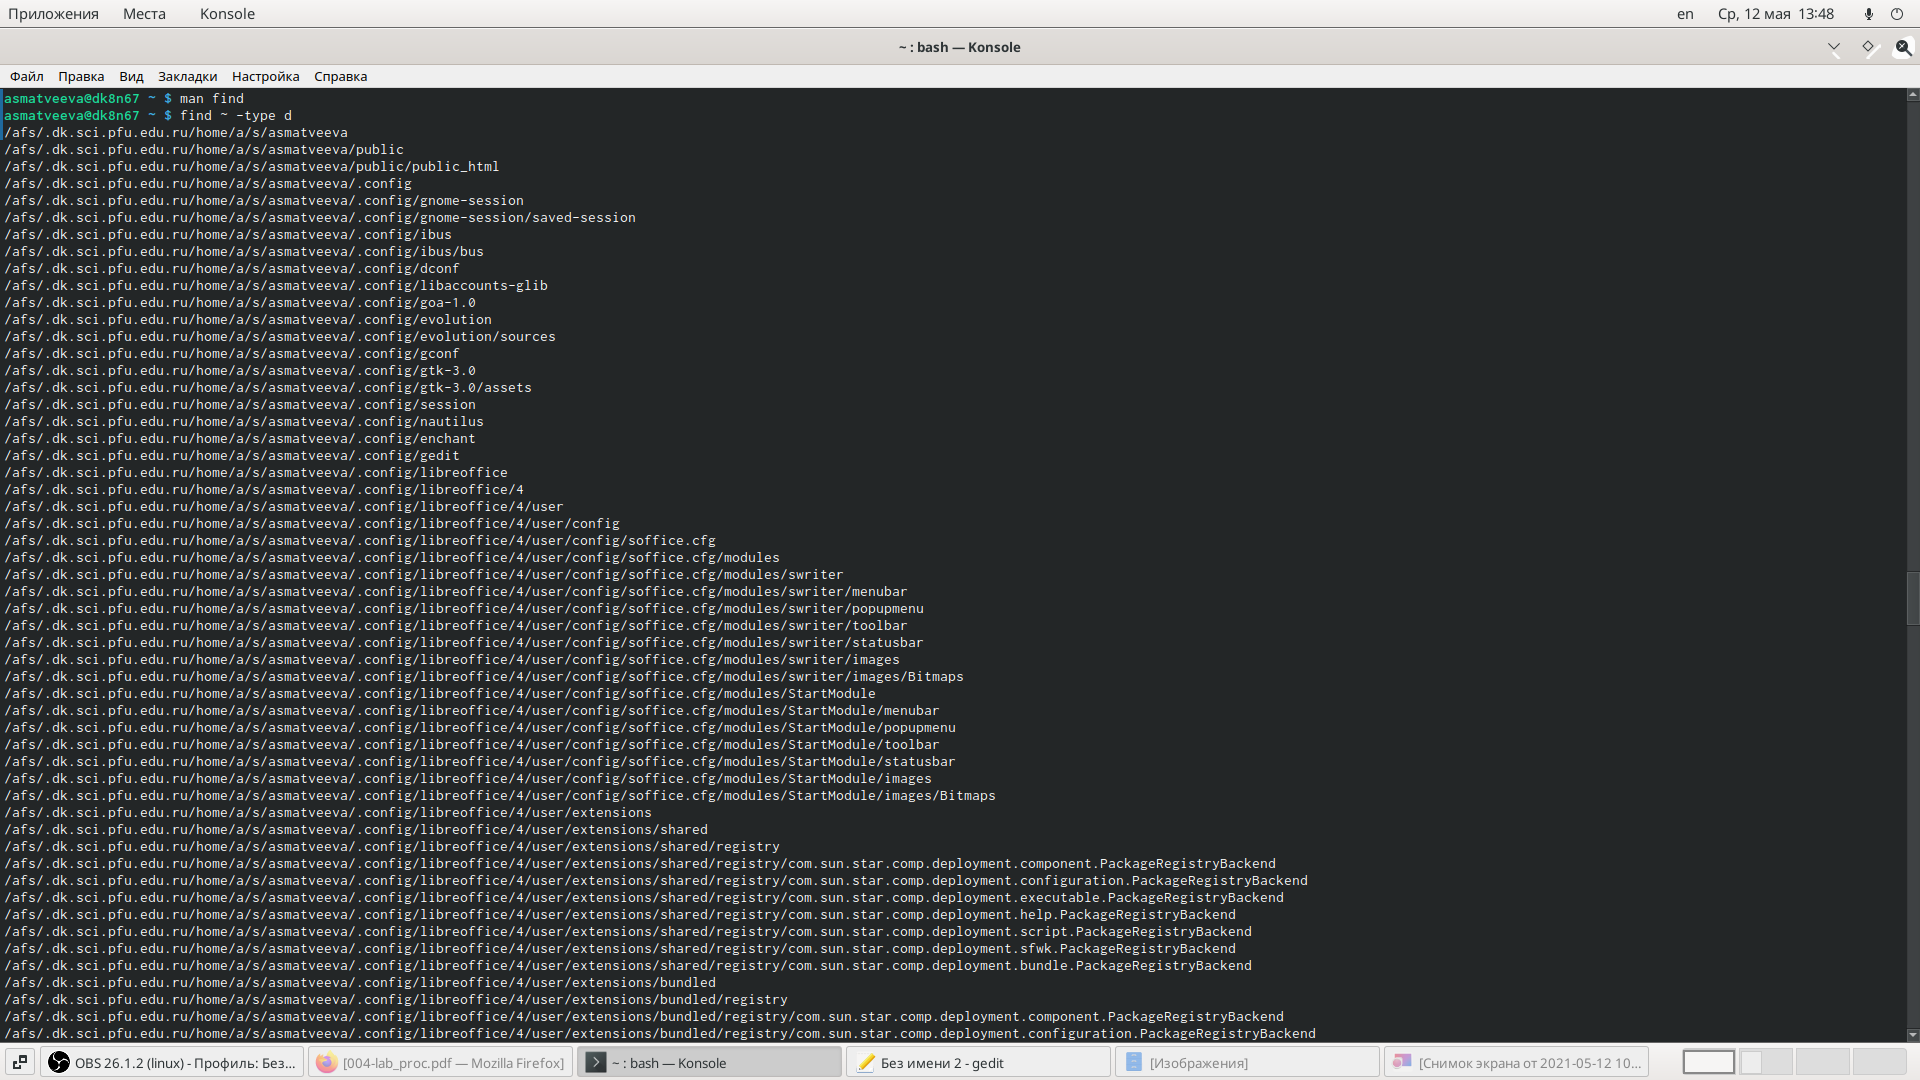 Приложения Места Konsole en Ср, 12 мая 13:48
~ : bash — Konsole
Файл Правка Вид Закладки Настройка Справка
asmatveeva@dk8n67 ~ $ man find
asmatveeva@dk8n67 ~ $ find ~ -type d
/afs/.dk.sci.pfu.edu.ru/home/a/s/asmatveeva
/afs/.dk.sci.pfu.edu.ru/home/a/s/asmatveeva/public
/afs/.dk.sci.pfu.edu.ru/home/a/s/asmatveeva/public/public_html
/afs/.dk.sci.pfu.edu.ru/home/a/s/asmatveeva/.config
/afs/.dk.sci.pfu.edu.ru/home/a/s/asmatveeva/.config/gnome-session
/afs/.dk.sci.pfu.edu.ru/home/a/s/asmatveeva/.config/gnome-session/saved-session
/afs/.dk.sci.pfu.edu.ru/home/a/s/asmatveeva/.config/ibus
/afs/.dk.sci.pfu.edu.ru/home/a/s/asmatveeva/.config/ibus/bus
/afs/.dk.sci.pfu.edu.ru/home/a/s/asmatveeva/.config/dconf
/afs/.dk.sci.pfu.edu.ru/home/a/s/asmatveeva/.config/libaccounts-glib
/afs/.dk.sci.pfu.edu.ru/home/a/s/asmatveeva/.config/goa-1.0
/afs/.dk.sci.pfu.edu.ru/home/a/s/asmatveeva/.config/evolution
/afs/.dk.sci.pfu.edu.ru/home/a/s/asmatveeva/.config/evolution/sources
/afs/.dk.sci.pfu.edu.ru/home/a/s/asmatveeva/.config/gconf
/afs/.dk.sci.pfu.edu.ru/home/a/s/asmatveeva/.config/gtk-3.0
/afs/.dk.sci.pfu.edu.ru/home/a/s/asmatveeva/.config/gtk-3.0/assets
/afs/.dk.sci.pfu.edu.ru/home/a/s/asmatveeva/.config/session
/afs/.dk.sci.pfu.edu.ru/home/a/s/asmatveeva/.config/nautilus
/afs/.dk.sci.pfu.edu.ru/home/a/s/asmatveeva/.config/enchant
/afs/.dk.sci.pfu.edu.ru/home/a/s/asmatveeva/.config/gedit
/afs/.dk.sci.pfu.edu.ru/home/a/s/asmatveeva/.config/libreoffice
/afs/.dk.sci.pfu.edu.ru/home/a/s/asmatveeva/.config/libreoffice/4
/afs/.dk.sci.pfu.edu.ru/home/a/s/asmatveeva/.config/libreoffice/4/user
/afs/.dk.sci.pfu.edu.ru/home/a/s/asmatveeva/.config/libreoffice/4/user/config
/afs/.dk.sci.pfu.edu.ru/home/a/s/asmatveeva/.config/libreoffice/4/user/config/soffice.cfg
/afs/.dk.sci.pfu.edu.ru/home/a/s/asmatveeva/.config/libreoffice/4/user/config/soffice.cfg/modules
/afs/.dk.sci.pfu.edu.ru/home/a/s/asmatveeva/.config/libreoffice/4/user/config/soffice.cfg/modules/swriter
/afs/.dk.sci.pfu.edu.ru/home/a/s/asmatveeva/.config/libreoffice/4/user/config/soffice.cfg/modules/swriter/menubar
/afs/.dk.sci.pfu.edu.ru/home/a/s/asmatveeva/.config/libreoffice/4/user/config/soffice.cfg/modules/swriter/popupmenu
/afs/.dk.sci.pfu.edu.ru/home/a/s/asmatveeva/.config/libreoffice/4/user/config/soffice.cfg/modules/swriter/toolbar
/afs/.dk.sci.pfu.edu.ru/home/a/s/asmatveeva/.config/libreoffice/4/user/config/soffice.cfg/modules/swriter/statusbar
/afs/.dk.sci.pfu.edu.ru/home/a/s/asmatveeva/.config/libreoffice/4/user/config/soffice.cfg/modules/swriter/images
/afs/.dk.sci.pfu.edu.ru/home/a/s/asmatveeva/.config/libreoffice/4/user/config/soffice.cfg/modules/swriter/images/Bitmaps
/afs/.dk.sci.pfu.edu.ru/home/a/s/asmatveeva/.config/libreoffice/4/user/config/soffice.cfg/modules/StartModule
/afs/.dk.sci.pfu.edu.ru/home/a/s/asmatveeva/.config/libreoffice/4/user/config/soffice.cfg/modules/StartModule/menubar
/afs/.dk.sci.pfu.edu.ru/home/a/s/asmatveeva/.config/libreoffice/4/user/config/soffice.cfg/modules/StartModule/popupmenu
/afs/.dk.sci.pfu.edu.ru/home/a/s/asmatveeva/.config/libreoffice/4/user/config/soffice.cfg/modules/StartModule/toolbar
/afs/.dk.sci.pfu.edu.ru/home/a/s/asmatveeva/.config/libreoffice/4/user/config/soffice.cfg/modules/StartModule/statusbar
/afs/.dk.sci.pfu.edu.ru/home/a/s/asmatveeva/.config/libreoffice/4/user/config/soffice.cfg/modules/StartModule/images
/afs/.dk.sci.pfu.edu.ru/home/a/s/asmatveeva/.config/libreoffice/4/user/config/soffice.cfg/modules/StartModule/images/Bitmaps
/afs/.dk.sci.pfu.edu.ru/home/a/s/asmatveeva/.config/libreoffice/4/user/extensions
/afs/.dk.sci.pfu.edu.ru/home/a/s/asmatveeva/.config/libreoffice/4/user/extensions/shared
/afs/.dk.sci.pfu.edu.ru/home/a/s/asmatveeva/.config/libreoffice/4/user/extensions/shared/registry
/afs/.dk.sci.pfu.edu.ru/home/a/s/asmatveeva/.config/libreoffice/4/user/extensions/shared/registry/com.sun.star.comp.deployment.component.PackageRegistryBackend
/afs/.dk.sci.pfu.edu.ru/home/a/s/asmatveeva/.config/libreoffice/4/user/extensions/shared/registry/com.sun.star.comp.deployment.configuration.PackageRegistryBackend
/afs/.dk.sci.pfu.edu.ru/home/a/s/asmatveeva/.config/libreoffice/4/user/extensions/shared/registry/com.sun.star.comp.deployment.executable.PackageRegistryBackend
/afs/.dk.sci.pfu.edu.ru/home/a/s/asmatveeva/.config/libreoffice/4/user/extensions/shared/registry/com.sun.star.comp.deployment.help.PackageRegistryBackend
/afs/.dk.sci.pfu.edu.ru/home/a/s/asmatveeva/.config/libreoffice/4/user/extensions/shared/registry/com.sun.star.comp.deployment.script.PackageRegistryBackend
/afs/.dk.sci.pfu.edu.ru/home/a/s/asmatveeva/.config/libreoffice/4/user/extensions/shared/registry/com.sun.star.comp.deployment.sfwk.PackageRegistryBackend
/afs/.dk.sci.pfu.edu.ru/home/a/s/asmatveeva/.config/libreoffice/4/user/extensions/shared/registry/com.sun.star.comp.deployment.bundle.PackageRegistryBackend
/afs/.dk.sci.pfu.edu.ru/home/a/s/asmatveeva/.config/libreoffice/4/user/extensions/bundled
/afs/.dk.sci.pfu.edu.ru/home/a/s/asmatveeva/.config/libreoffice/4/user/extensions/bundled/registry
/afs/.dk.sci.pfu.edu.ru/home/a/s/asmatveeva/.config/libreoffice/4/user/extensions/bundled/registry/com.sun.star.comp.deployment.component.PackageRegistryBackend
/afs/.dk.sci.pfu.edu.ru/home/a/s/asmatveeva/.config/libreoffice/4/user/extensions/bundled/registry/com.sun.star.comp.deployment.configuration.PackageRegistryBackend
OBS 26.1.2 (linux) - Профиль: Без... [004-lab_proc.pdf — Mozilla Firefox] ~ : bash — Konsole Без имени 2 - gedit [Изображения] [Снимок экрана от 2021-05-12 10...